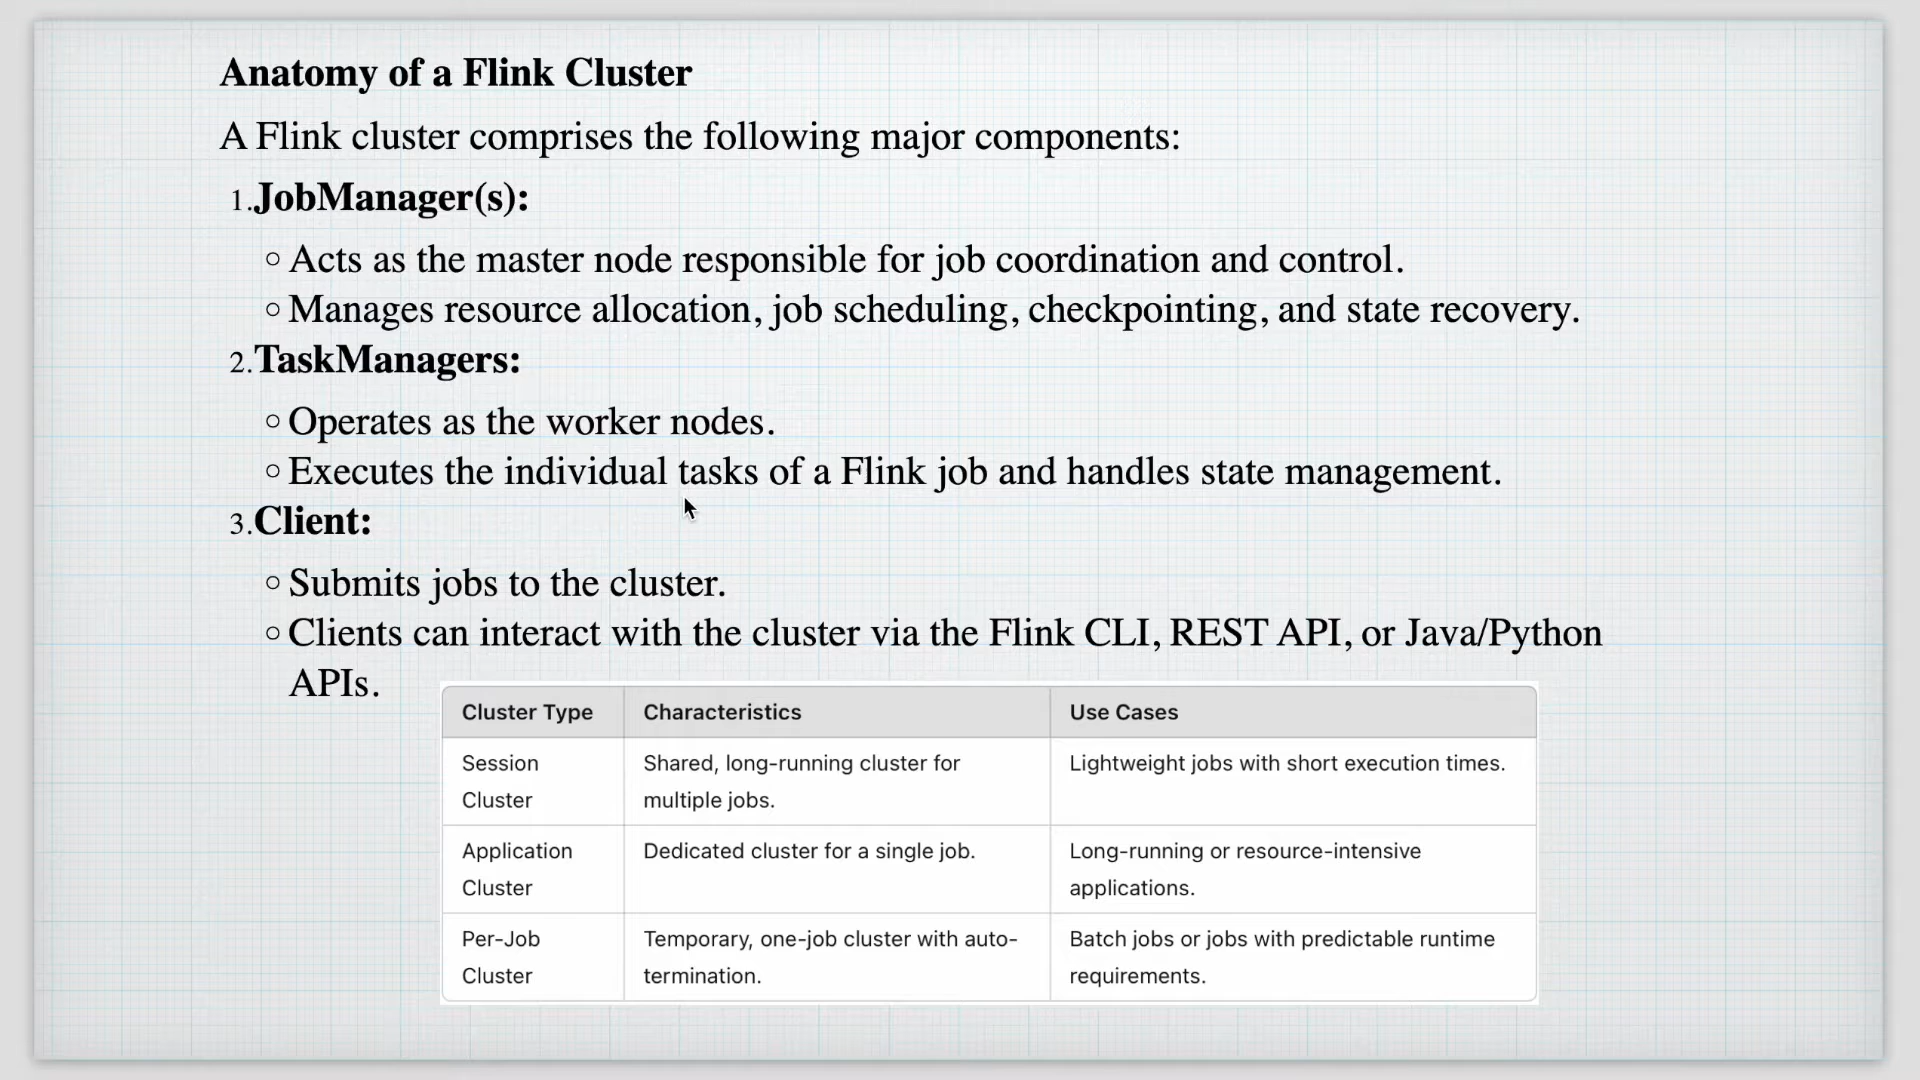 Anatomy of a Flink Cluster
A Flink cluster comprises the following major components:
1.JobManager(s):
○ Acts as the master node responsible for job coordination and control.
○ Manages resource allocation, job scheduling, checkpointing, and state recovery.
2.TaskManagers:
○ Operates as the worker nodes.
○ Executes the individual tasks of a Flink job and handles state management.
3.Client:
○ Submits jobs to the cluster.
○ Clients can interact with the cluster via the Flink CLI, REST API, or Java/Python
APIs.
Cluster Type Characteristics Use Cases
Session Shared, long-running cluster for Lightweight jobs with short execution times.
Cluster multiple jobs.
Application Dedicated cluster for a single job. Long-running or resource-intensive
Cluster applications.
Per-Job Temporary, one-job cluster with auto- Batch jobs or jobs with predictable runtime
Cluster termination. requirements.